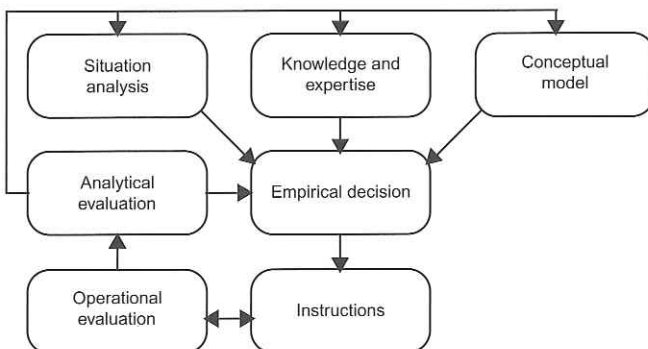 Situation
analysis
Knowledge and
expertise
Conceptual
model
Analytical
evaluation
Empirical decision
Operational
evaluation
Instructions